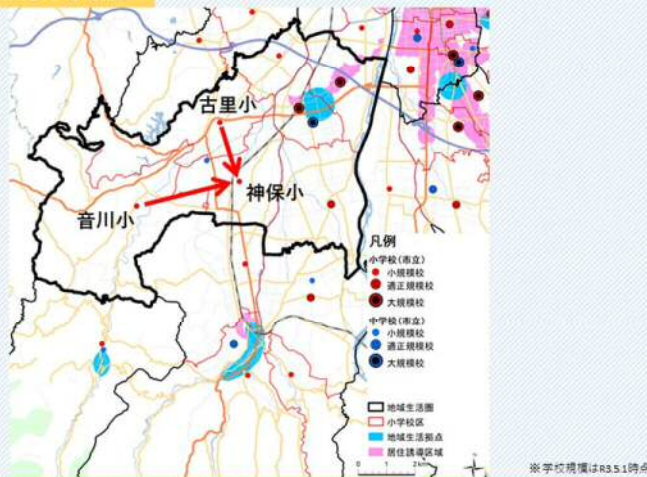 古里小
神保小
音川小
凡例
小学校(市立)
小規模校
適正規模校
大規模校
中学校(市立)
小規模校
適正規模校
大規模校
地域生活圏
小学校区
地域生活拠点
居住誘導区域
0 1 2 km
※学校規模はR3.5.1時点